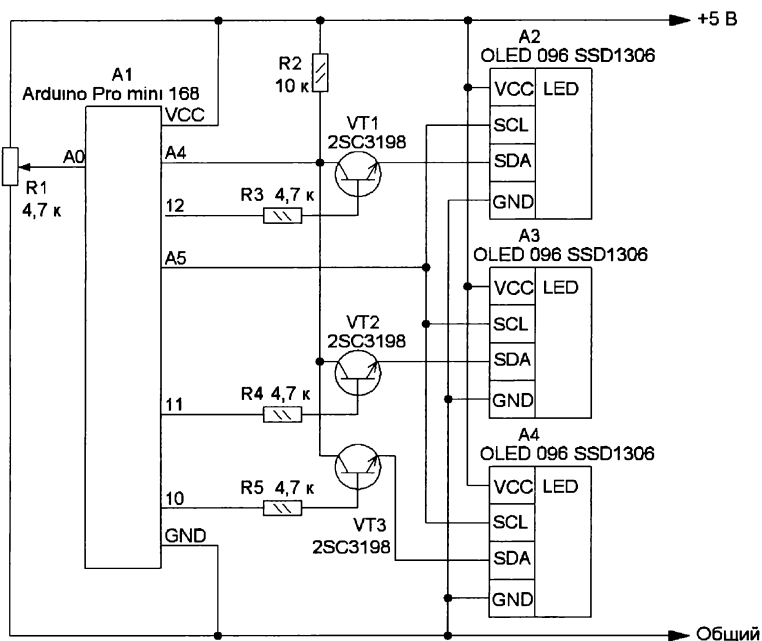 +5 В
A1
Arduino Pro mini 168
VCC
A0
R1
4,7 к
A4
12
A5
11
10
GND
R2
10 к
VT1
2SC3198
R3 4,7 к
VT2
2SC3198
R4 4,7 к
R5 4,7 к
VT3
2SC3198
A2
OLED 096 SSD1306
VCC LED
SCL
SDA
GND
A3
OLED 096 SSD1306
VCC LED
SCL
SDA
GND
A4
OLED 096 SSD1306
VCC LED
SCL
SDA
GND
Общий